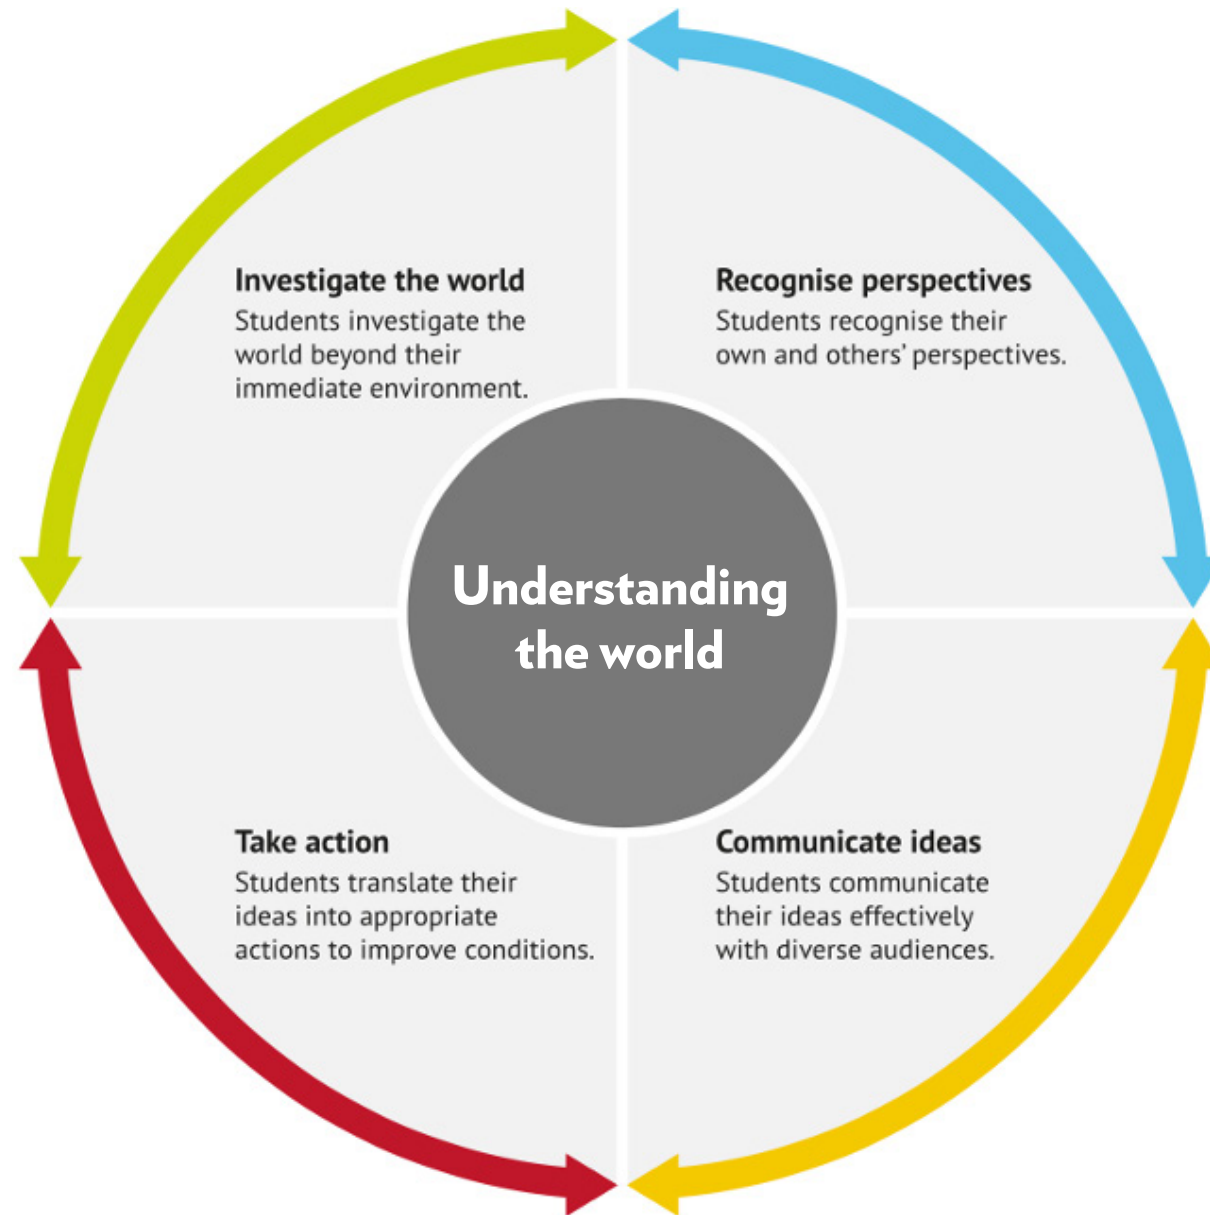 Investigate the world
Students investigate the
world beyond their
immediate environment.
Recognise perspectives
Students recognise their
own and others’ perspectives.
Understanding
the world
Take action
Students translate their
ideas into appropriate
actions to improve conditions.
Communicate ideas
Students communicate
their ideas effectively
with diverse audiences.